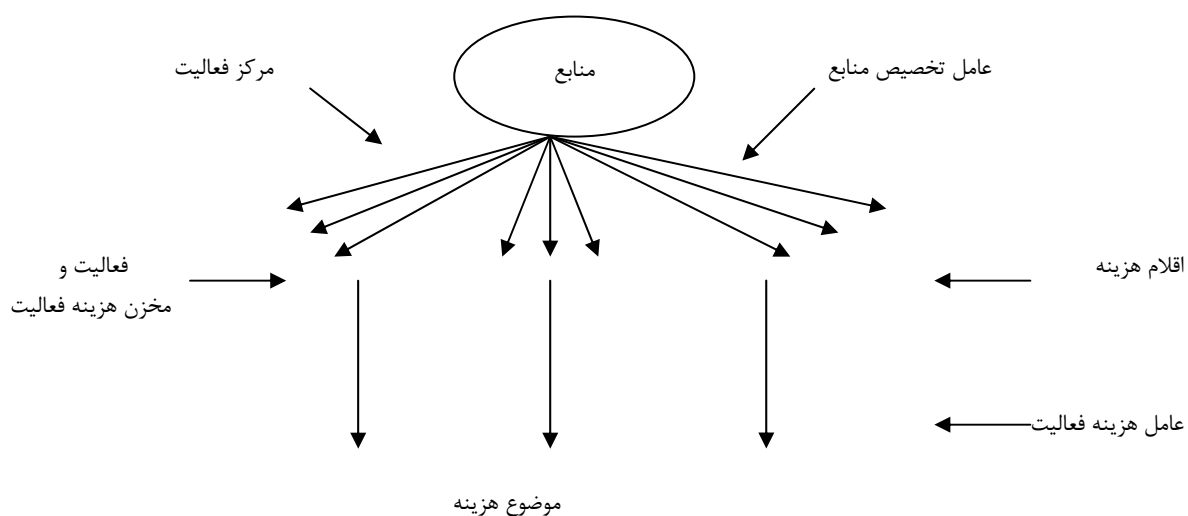 منابع
عامل تخصیص منابع
مرکز فعالیت
اقلام هزینه
فعالیت و
مخزن هزینه فعالیت
عامل هزینه فعالیت
موضوع هزینه